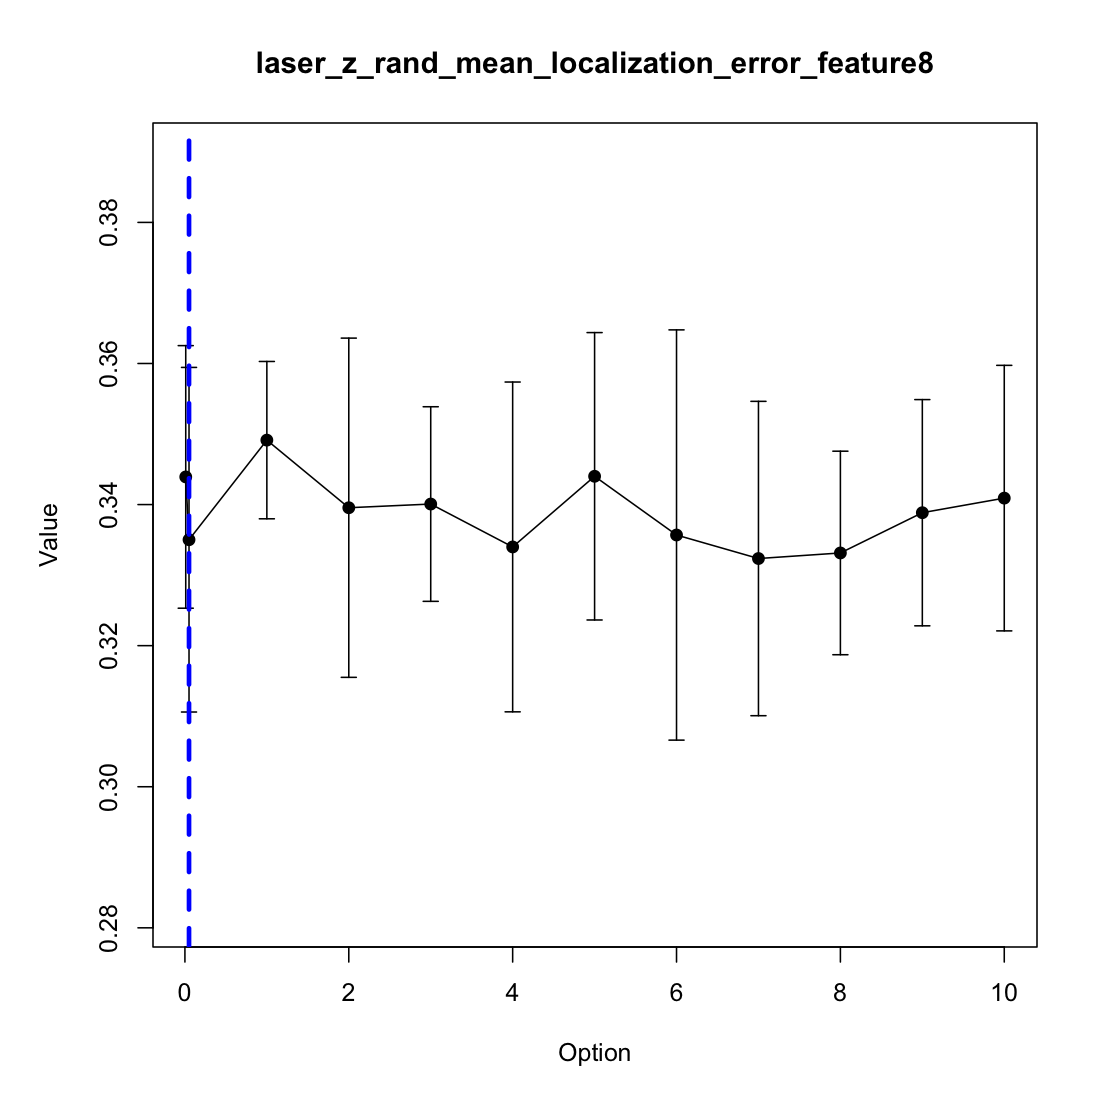 laser_z_rand_mean_localization_error_feature8
0.38
0.36
0.34
0.32
0.30
0.28
Value
0 2 4 6 8 10
Option